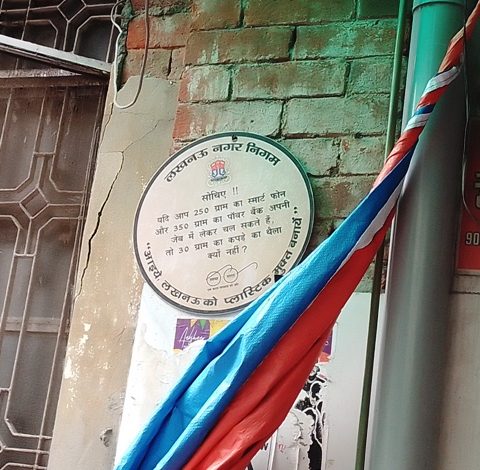 लखनऊ नगर निगम
सोचिए !!
यदि आप 250 ग्राम का स्मार्ट फोन
और 350 ग्राम का पॉवर बैंक अपनी
जेब में लेकर चल सकते हैं,
तो 30 ग्राम का कपड़े का थैला
क्यों नहीं?
"आइये, लखनऊ को प्लास्टिक मुक्त बनायें"
90